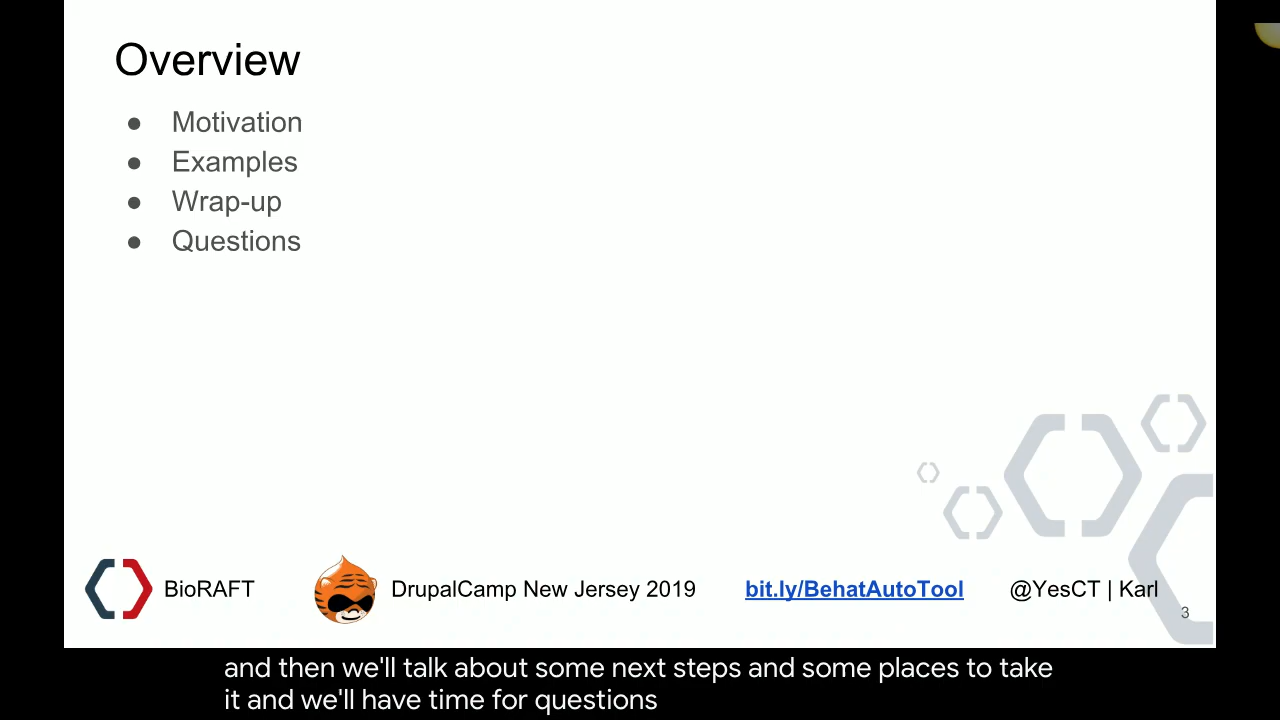 Overview
● Motivation
● Examples
● Wrap-up
● Questions
BioRAFT DrupalCamp New Jersey 2019 bit.ly/BehatAutoTool @YesCT | Karl
3
and then we'll talk about some next steps and some places to take
it and we'll have time for questions